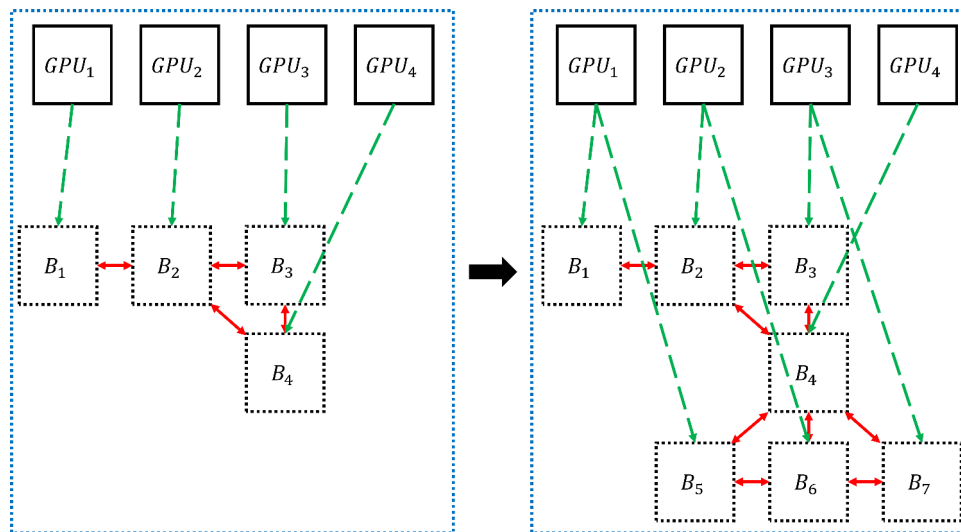 GPU₁ GPU₂ GPU₃ GPU₄
B₁ B₂ B₃
B₄
GPU₁ GPU₂ GPU₃ GPU₄
B₁ B₂ B₃
B₄
B₅ B₆ B₇